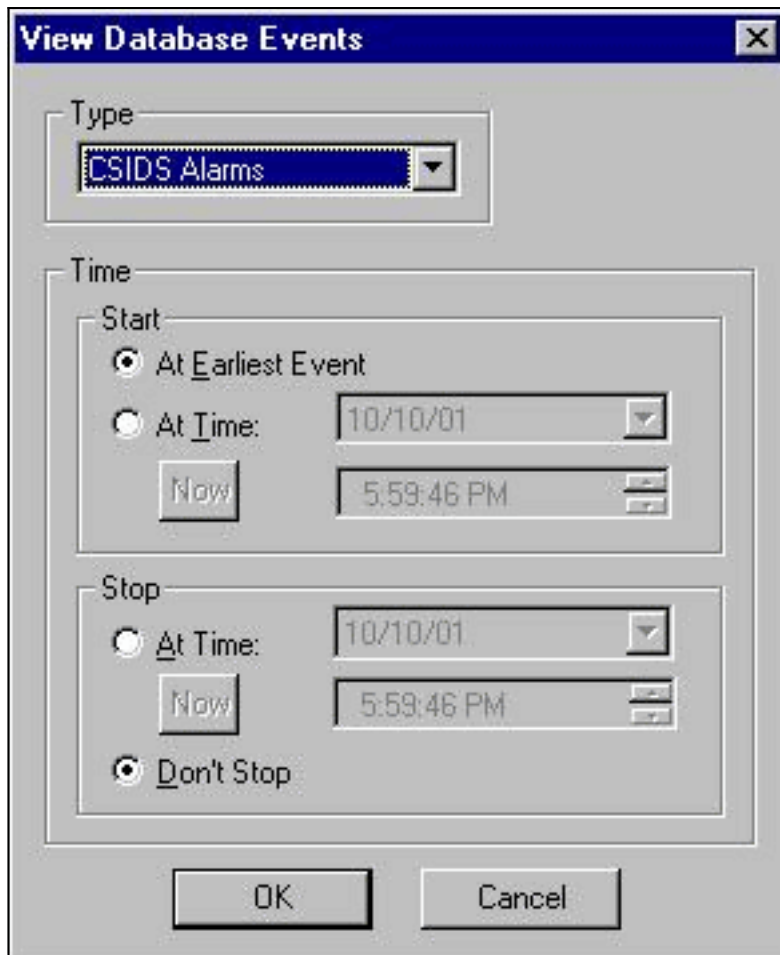 View Database Events
Type
CSIDS Alarms
Time
Start
At Earliest Event
At Time:
10/10/01
Now
5:59:46 PM
Stop
At Time:
10/10/01
Now
5:59:46 PM
Don't Stop
OK
Cancel